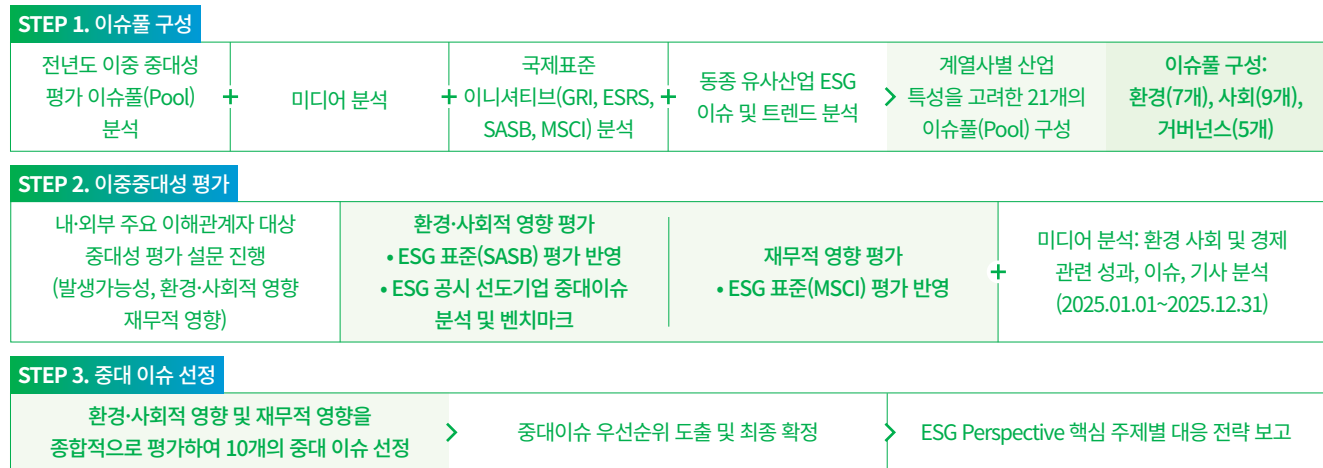 STEP 1. 이슈풀 구성
전년도 이중 중대성
평가 이슈풀(Pool)
분석
+
미디어 분석
+
국제표준
이니셔티브(GRI, ESRS,
SASB, MSCI) 분석
+
동종 유사산업 ESG
이슈 및 트렌드 분석
>
계열사별 산업
특성을 고려한 21개의
이슈풀(Pool) 구성
이슈풀 구성:
환경(7개), 사회(9개),
거버넌스(5개)
STEP 2. 이중중대성 평가
내·외부 주요 이해관계자 대상
중대성 평가 설문 진행
(발생가능성, 환경·사회적 영향
재무적 영향)
환경·사회적 영향 평가
• ESG 표준(SASB) 평가 반영
• ESG 공시 선도기업 중대이슈
분석 및 벤치마크
재무적 영향 평가
• ESG 표준(MSCI) 평가 반영
+
미디어 분석: 환경 사회 및 경제
관련 성과, 이슈, 기사 분석
(2025.01.01~2025.12.31)
STEP 3. 중대 이슈 선정
환경·사회적 영향 및 재무적 영향을
종합적으로 평가하여 10개의 중대 이슈 선정
>
중대이슈 우선순위 도출 및 최종 확정
>
ESG Perspective 핵심 주제별 대응 전략 보고